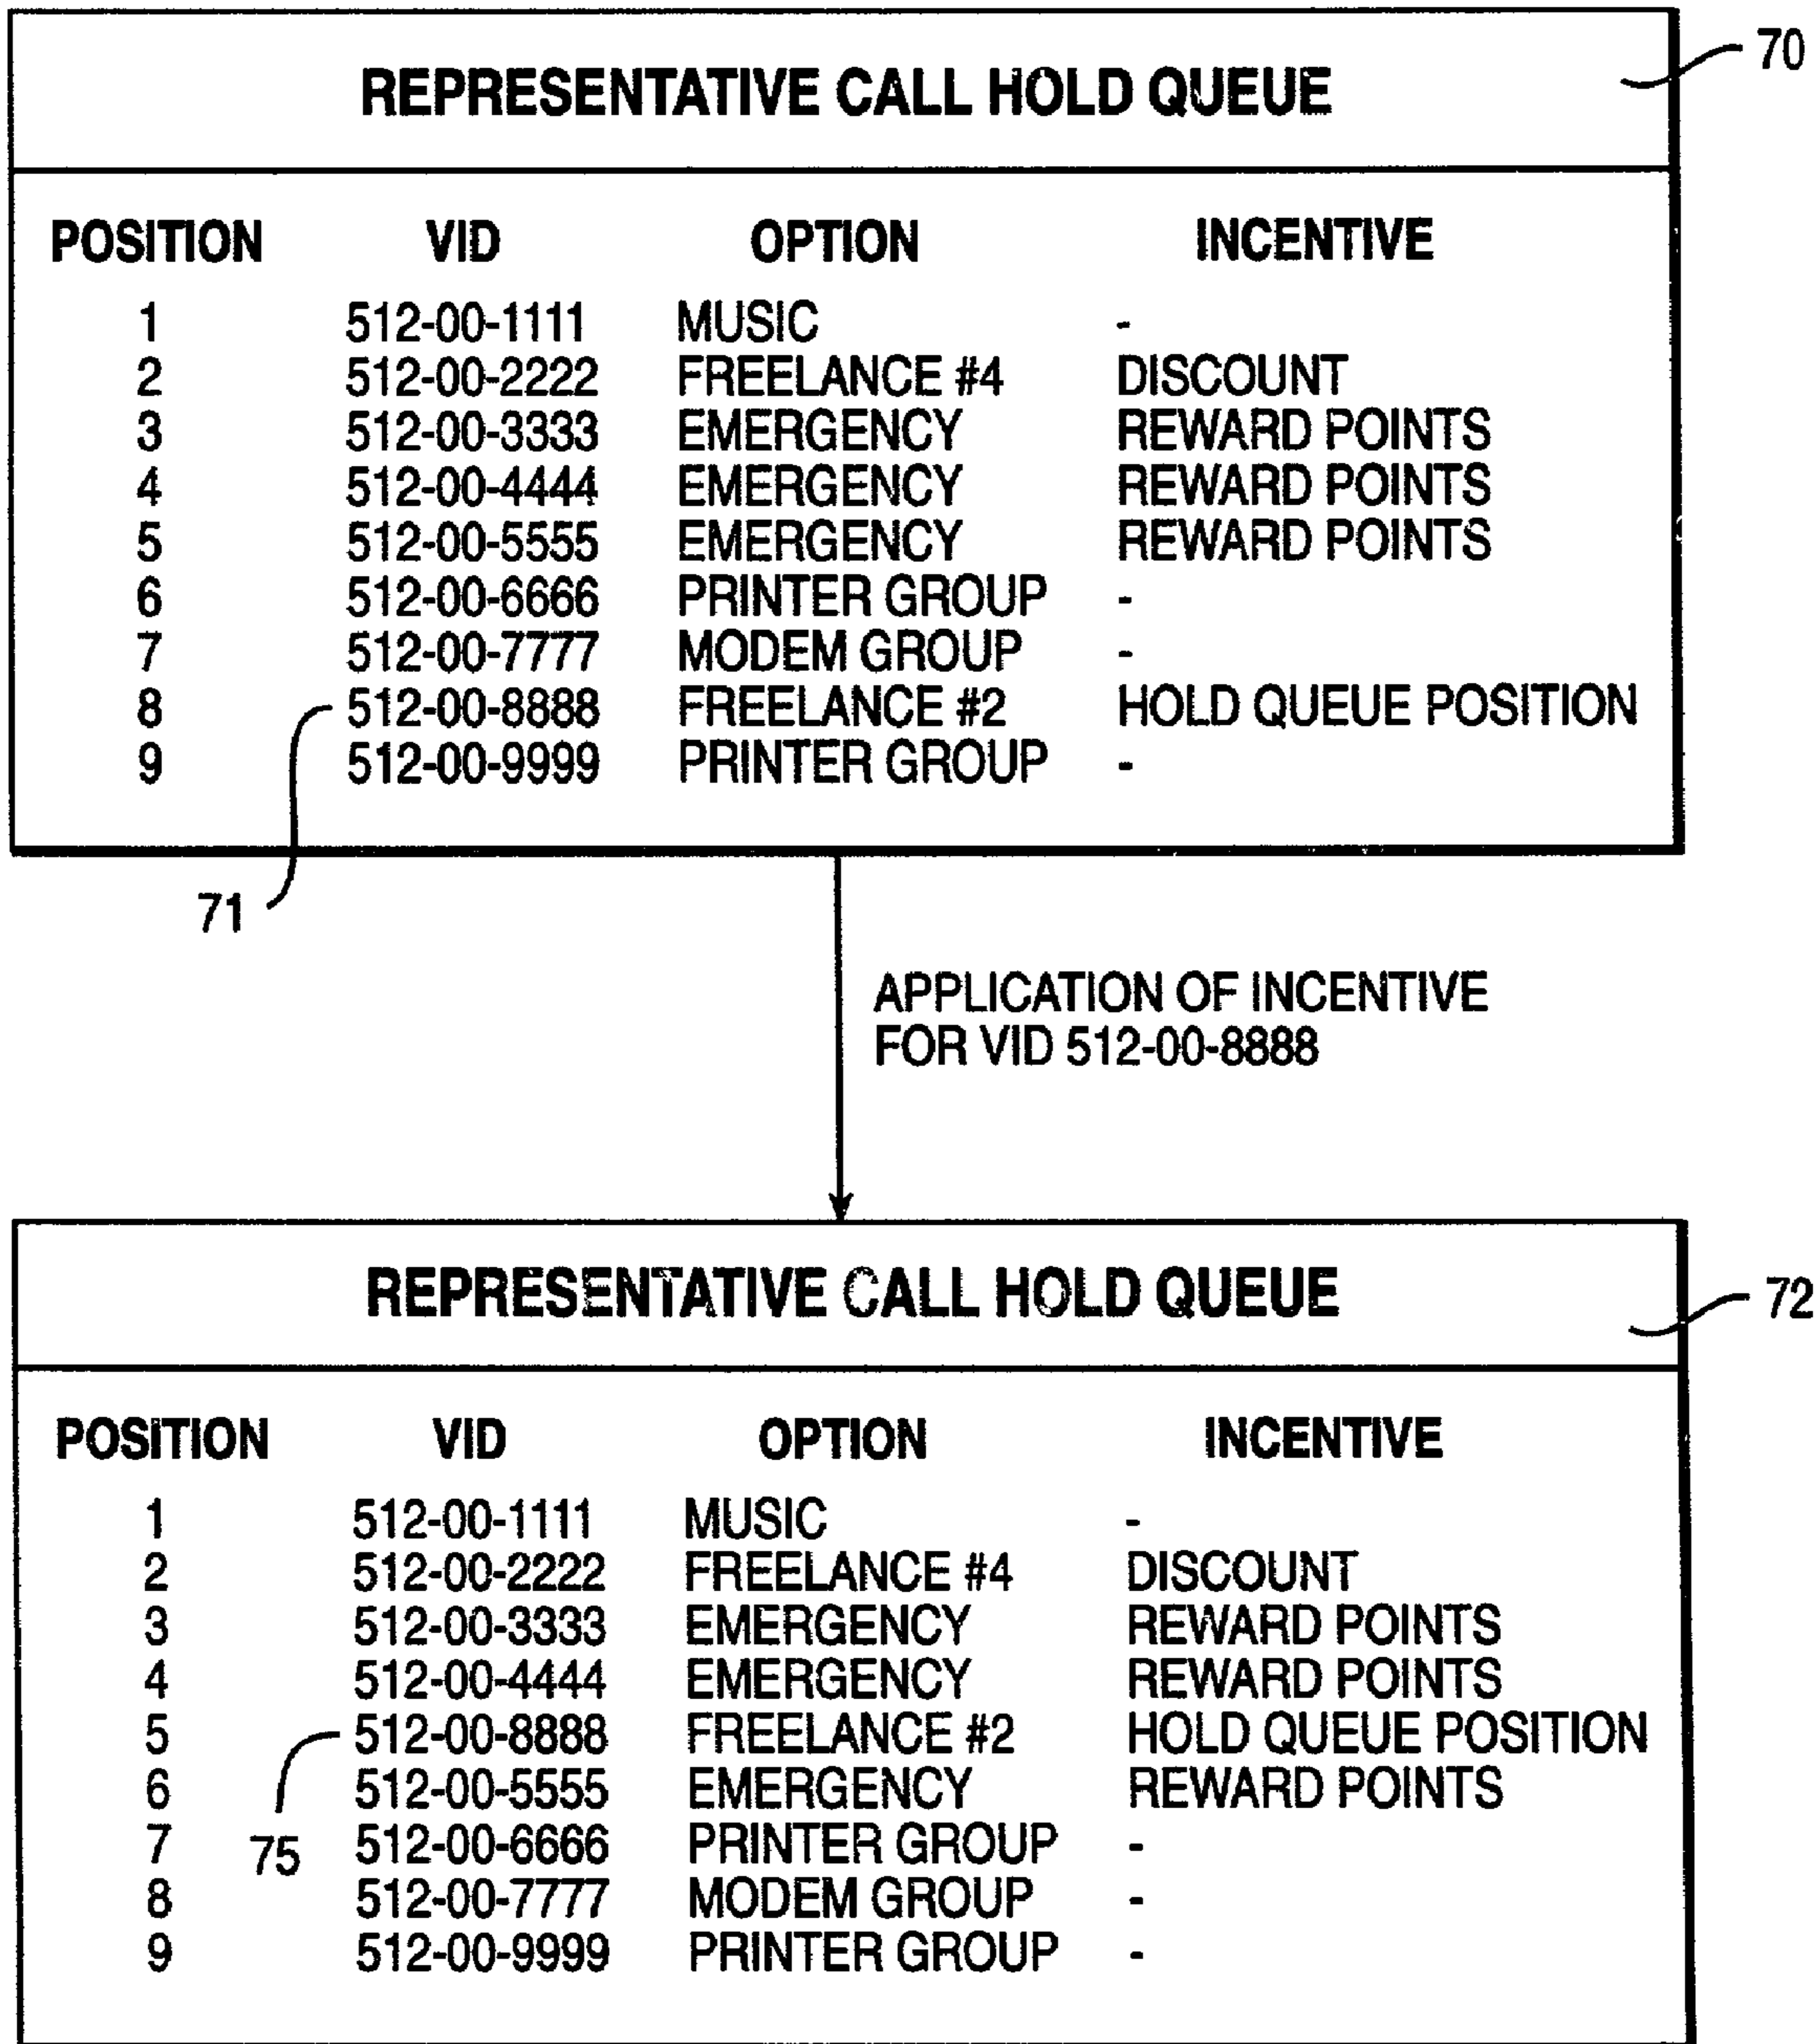 REPRESENTATIVE CALL HOLD QUEUE
70
POSITION VID OPTION INCENTIVE
1 512-00-1111 MUSIC -
2 512-00-2222 FREELANCE #4 DISCOUNT
3 512-00-3333 EMERGENCY REWARD POINTS
4 512-00-4444 EMERGENCY REWARD POINTS
5 512-00-5555 EMERGENCY REWARD POINTS
6 512-00-6666 PRINTER GROUP -
7 512-00-7777 MODEM GROUP -
8 512-00-8888 FREELANCE #2 HOLD QUEUE POSITION
9 512-00-9999 PRINTER GROUP -
71
APPLICATION OF INCENTIVE
FOR VID 512-00-8888
REPRESENTATIVE CALL HOLD QUEUE
72
POSITION VID OPTION INCENTIVE
1 512-00-1111 MUSIC -
2 512-00-2222 FREELANCE #4 DISCOUNT
3 512-00-3333 EMERGENCY REWARD POINTS
4 512-00-4444 EMERGENCY REWARD POINTS
5 512-00-8888 FREELANCE #2 HOLD QUEUE POSITION
6 512-00-5555 EMERGENCY REWARD POINTS
7 512-00-6666 PRINTER GROUP -
75
8 512-00-7777 MODEM GROUP -
9 512-00-9999 PRINTER GROUP -